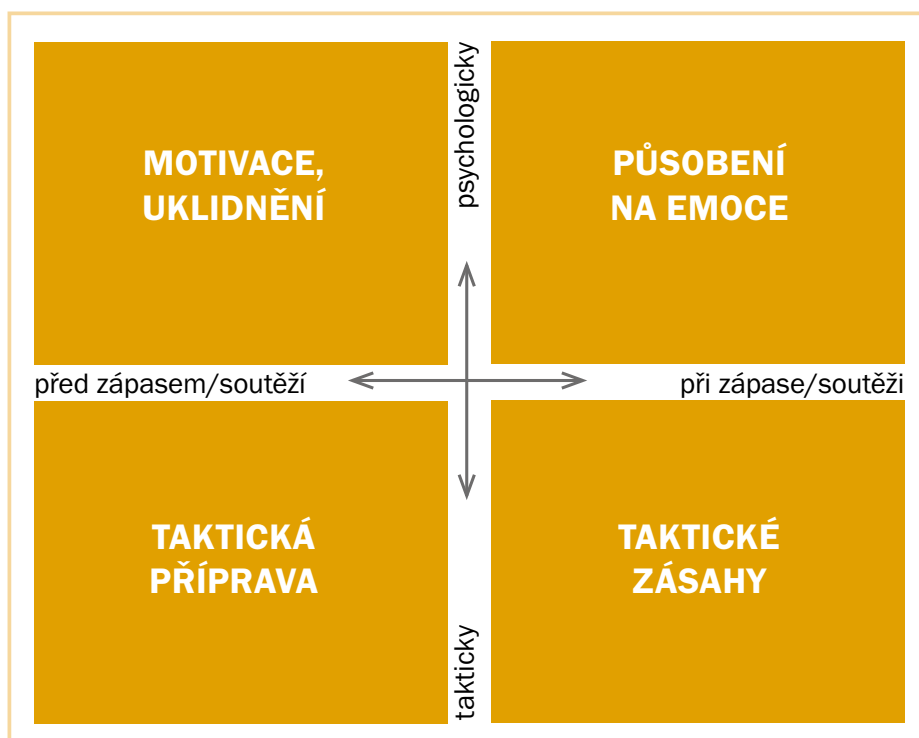 MOTIVACE,
UKLIDNĚNÍ
psychologicky
PŮSOBENÍ
NA EMOCE
před zápasem/soutěží
při zápase/soutěži
TAKTICKÁ
PŘÍPRAVA
takticky
TAKTICKÉ
ZÁSAHY